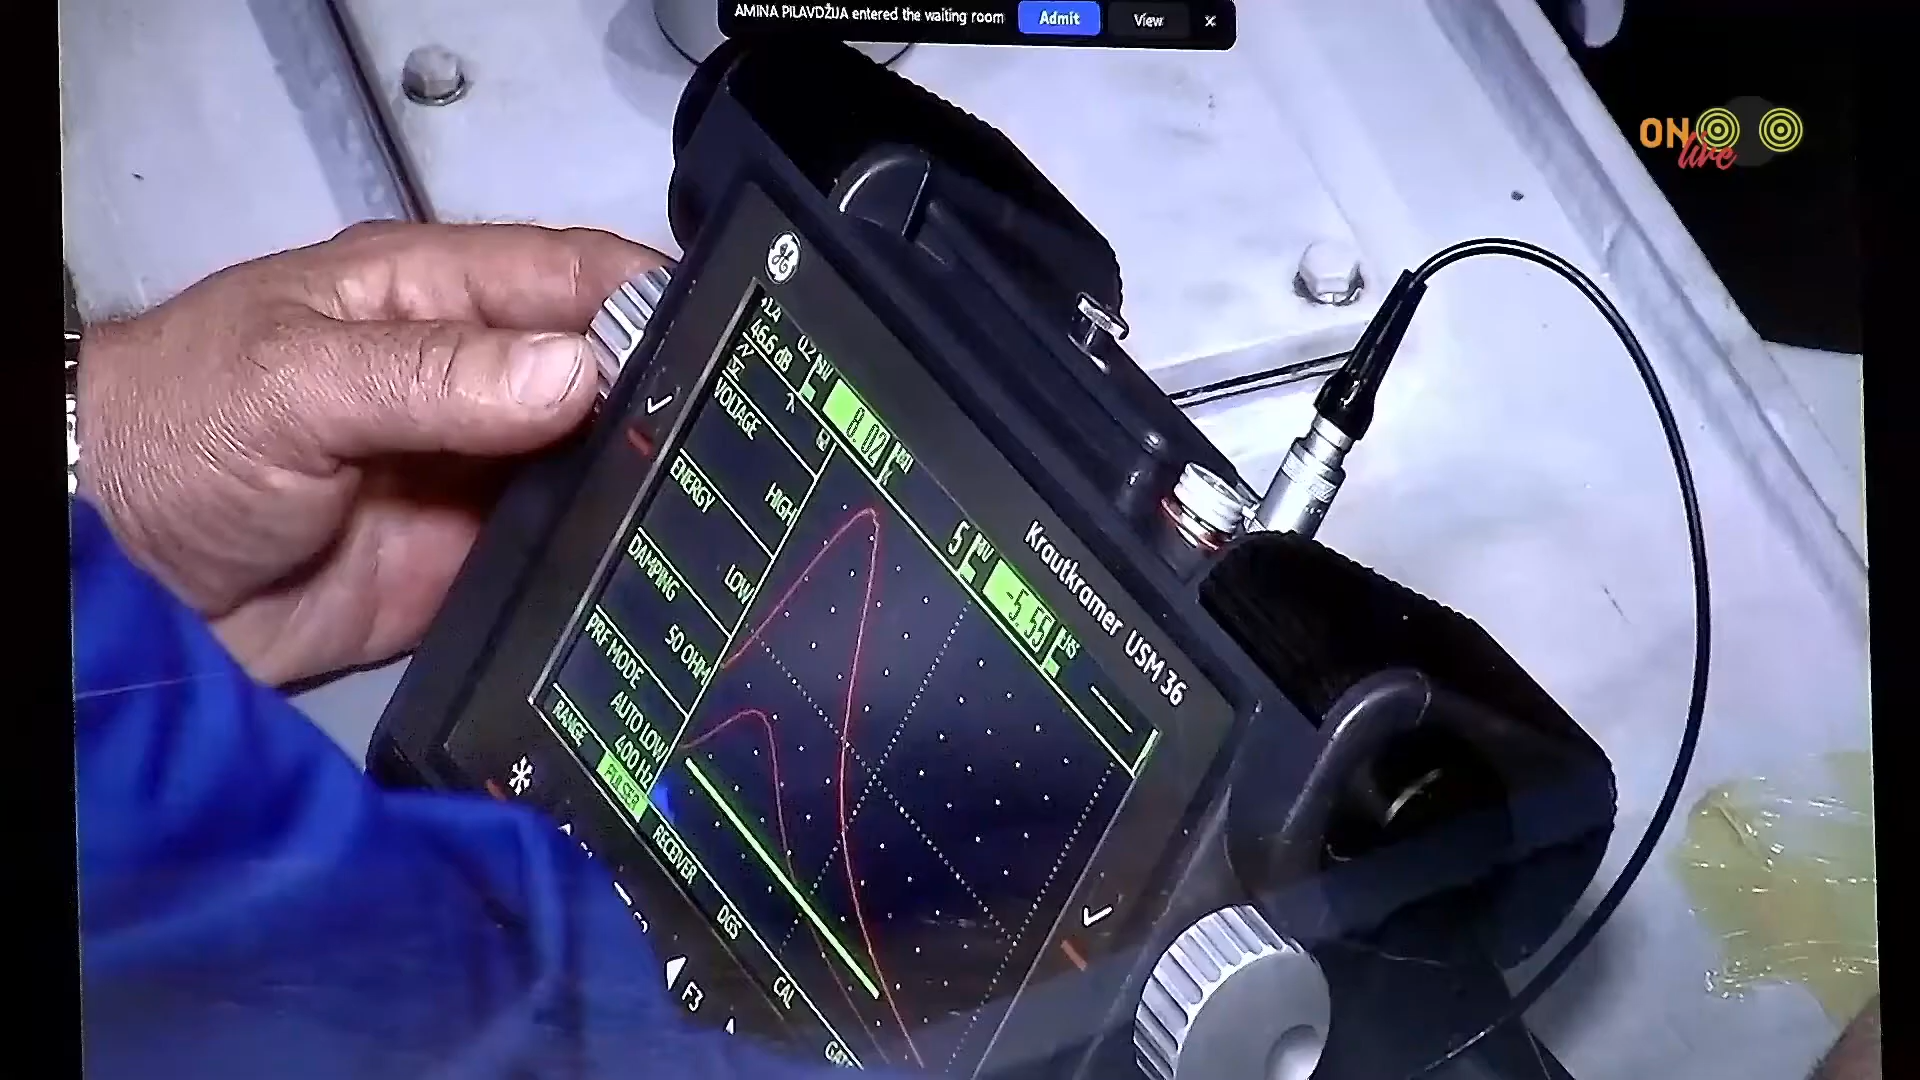 AMINA PILAVDŽIJA entered the waiting room
Admit
View
ON
live
46.6 dB
8.02
5
-5.55
Krautkramer USM 36
VOLTAGE
HIGH
ENERGY
LOW
DAMPING
50 OHM
PRF MODE
AUTO LOW
400 HZ
RANGE
PULSER
RECEIVER
DGS
CAL
F3